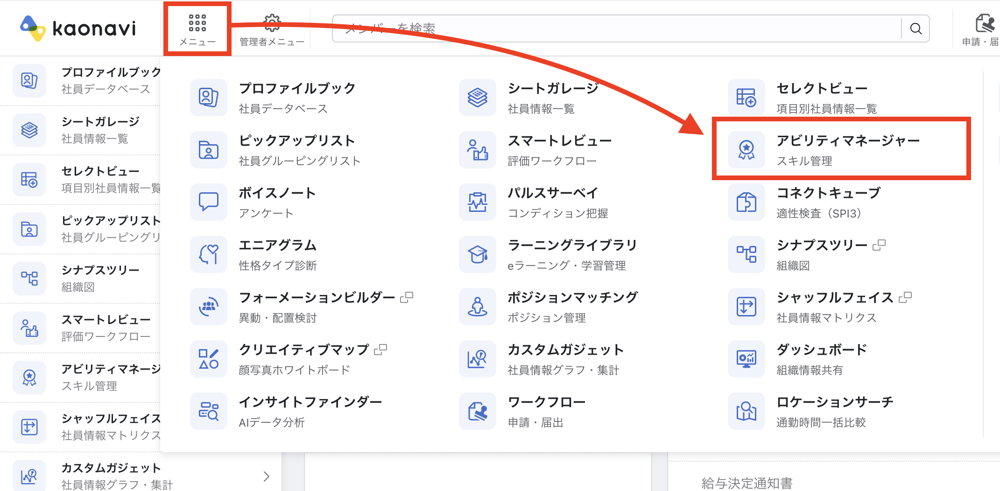 kaonavi
メニュー
管理者メニュー
メンバーを検索
申請・届
プロファイルブック
社員データベース
シートガレージ
社員情報一覧
セレクトビュー
項目別社員情報一覧
ピックアップリスト
社員グルーピングリ
シナプスツリー
組織図
スマートレビュー
評価ワークフロー
アビリティマネージ
スキル管理
シャッフルフェイス
社員情報マトリクス
カスタムガジェット
社員情報グラフ・集計
プロファイルブック
社員データベース
シートガレージ
社員情報一覧
セレクトビュー
項目別社員情報一覧
ピックアップリスト
社員グルーピングリスト
スマートレビュー
評価ワークフロー
アビリティマネージャー
スキル管理
ボイスノート
アンケート
パルスサーベイ
コンディション把握
コネクトキューブ
適性検査（SPI3）
エニアグラム
性格タイプ診断
ラーニングライブラリ
eラーニング・学習管理
シナプスツリー
組織図
フォーメーションビルダー
異動・配置検討
ポジションマッチング
ポジション管理
シャッフルフェイス
社員情報マトリクス
クリエイティブマップ
顔写真ホワイトボード
カスタムガジェット
社員情報グラフ・集計
ダッシュボード
組織情報共有
インサイトファインダー
AIデータ分析
ワークフロー
申請・届出
ロケーションサーチ
通勤時間一括比較
給与決定通知書